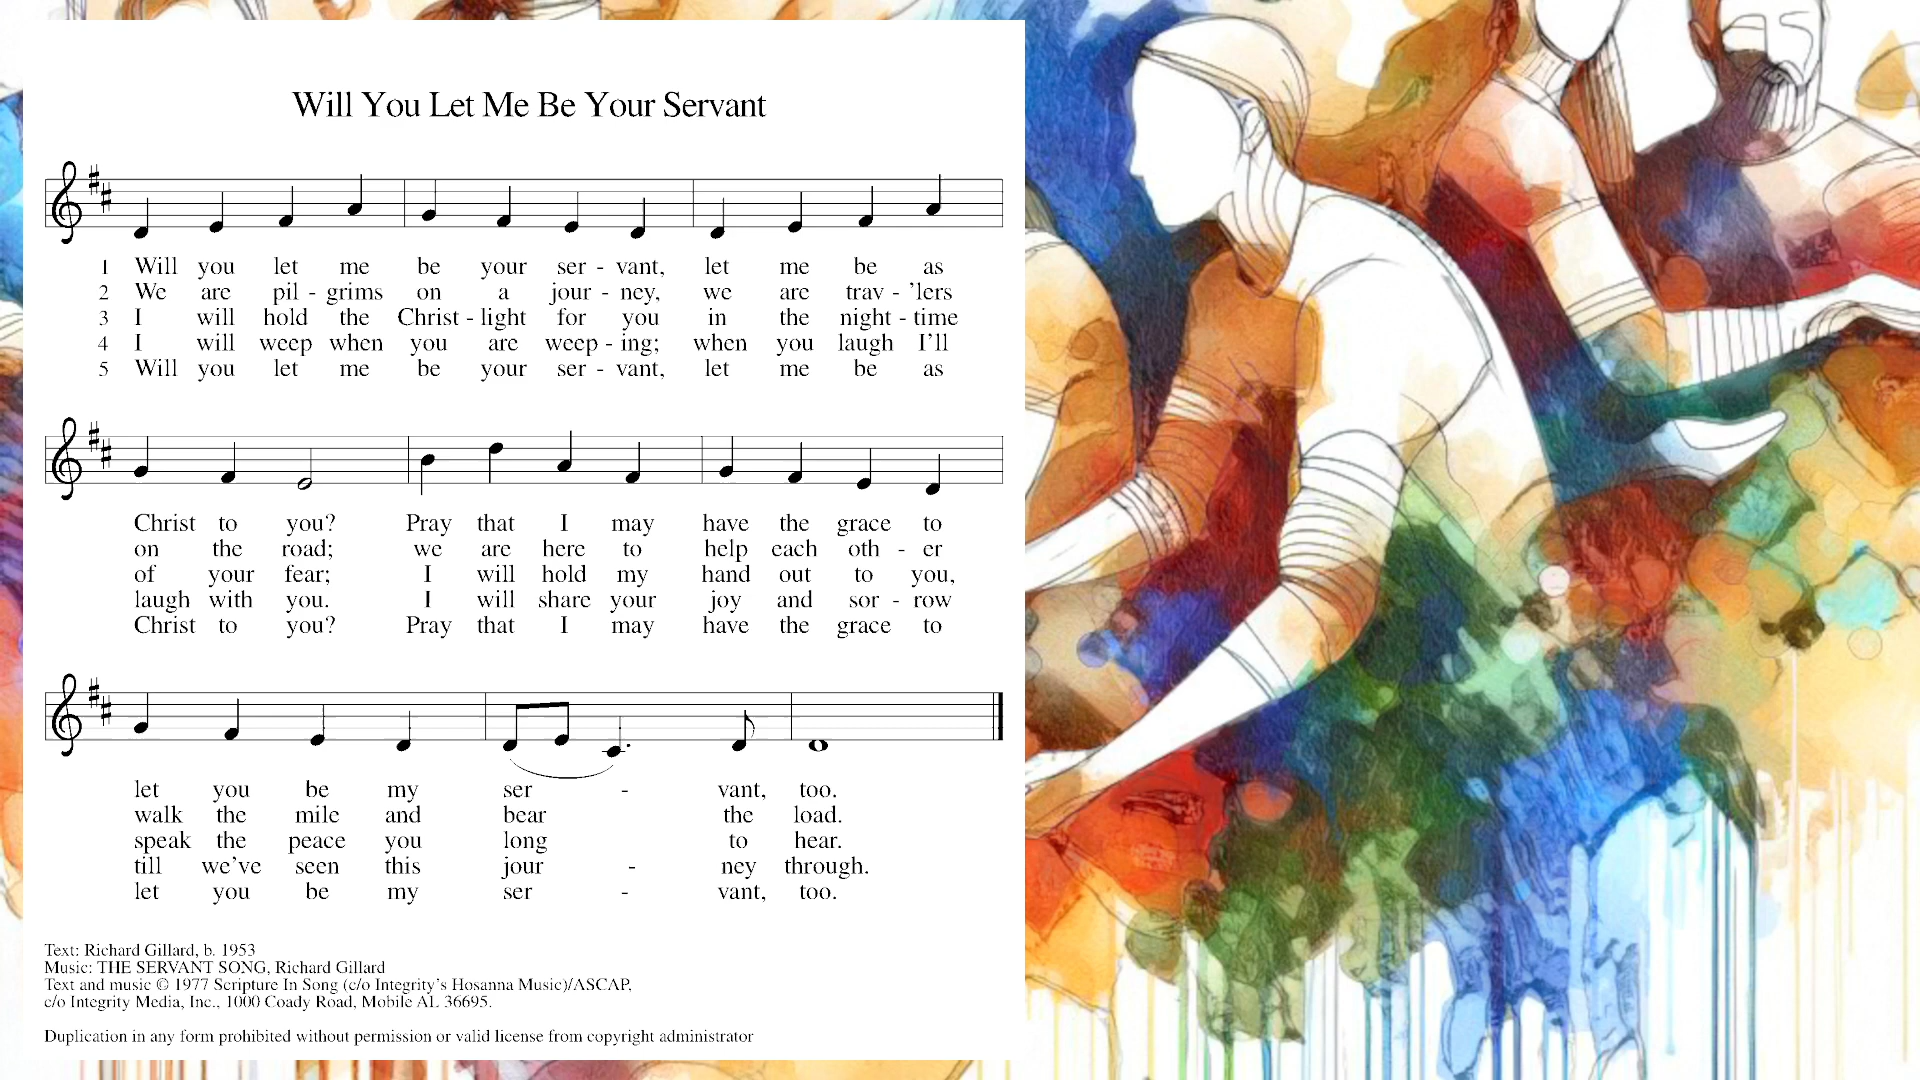 Will You Let Me Be Your Servant
1 Will you let me be your ser - vant, let me be as
2 We are pil - grims on a jour - ney, we are trav - ’lers
3 I will hold the Christ - light for you in the night - time
4 I will weep when you are weep - ing; when you laugh I’ll
5 Will you let me be your ser - vant, let me be as
Christ to you? Pray that I may have the grace to
on the road; we are here to help each oth - er
of your fear; I will hold my hand out to you,
laugh with you. I will share your joy and sor - row
Christ to you? Pray that I may have the grace to
let you be my ser - vant, too.
walk the mile and bear the load.
speak the peace you long to hear.
till we’ve seen this jour - ney through.
let you be my ser - vant, too.
Text: Richard Gillard, b. 1953
Music: THE SERVANT SONG, Richard Gillard
Text and music © 1977 Scripture In Song (c/o Integrity’s Hosanna Music)/ASCAP,
c/o Integrity Media, Inc., 1000 Coady Road, Mobile AL 36695.
Duplication in any form prohibited without permission or valid license from copyright administrator